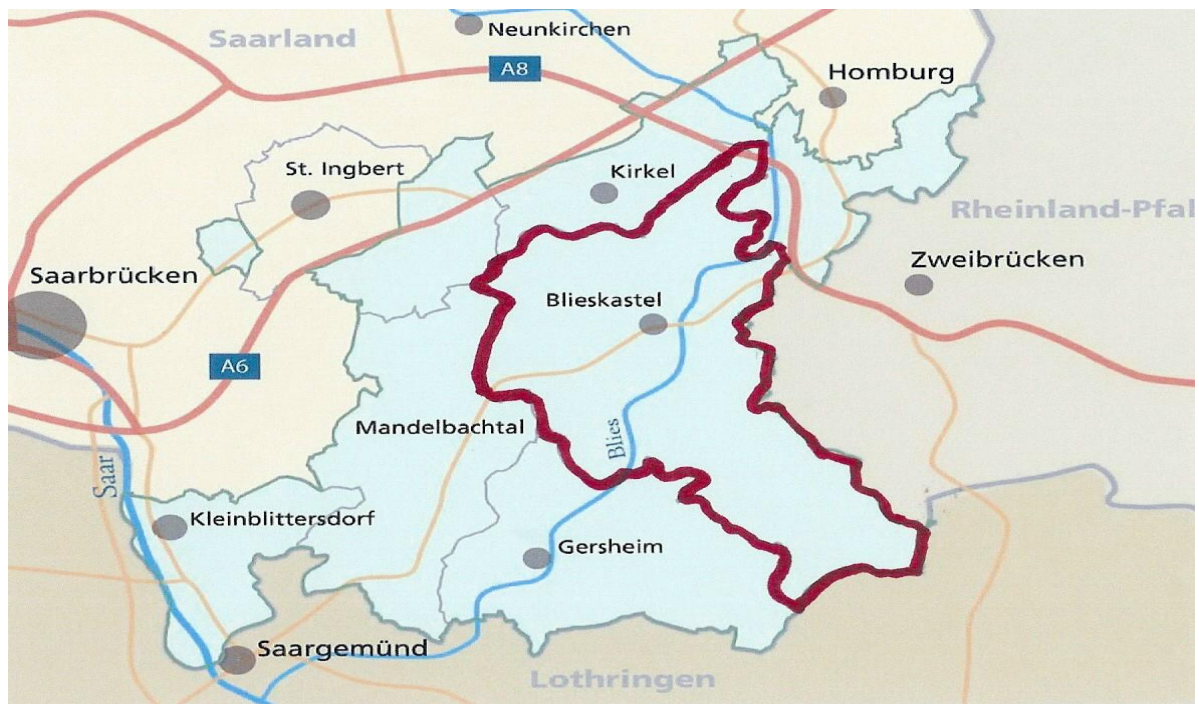 Neunkirchen
Saarland
A8
Homburg
St. Ingbert
Kirkel
Rheinland-Pfal
Saarbrücken
Zweibrücken
Blieskastel
A6
Mandelbachtal
Blies
Saar
Kleinblittersdorf
Gersheim
Saargemünd
Lothringen